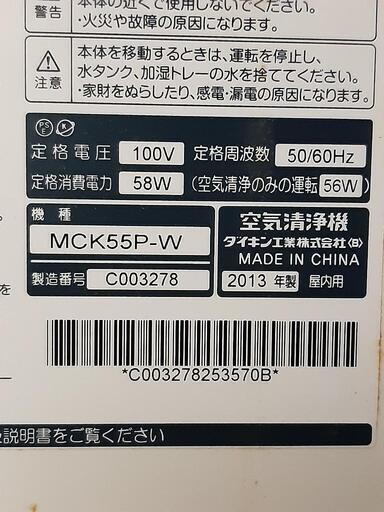 警告
本体の近くで使用しないでください。
・火災や故障の原因になります。
注意
本体を移動するときは、運転を停止し、
水タンク、加湿トレーの水を捨ててください。
・家財をぬらしたり、感電・漏電の原因になります。
PS
E
定格電圧 100V 定格周波数 50/60Hz
定格消費電力 58W (空気清浄のみの運転 56W)
機種
MCK55P-W
製造番号 C003278
空気清浄機
ダイキン工業株式会社(B)
MADE IN CHINA
2013 年製 屋内用
を
*C003278253570B*
説明書をご覧ください